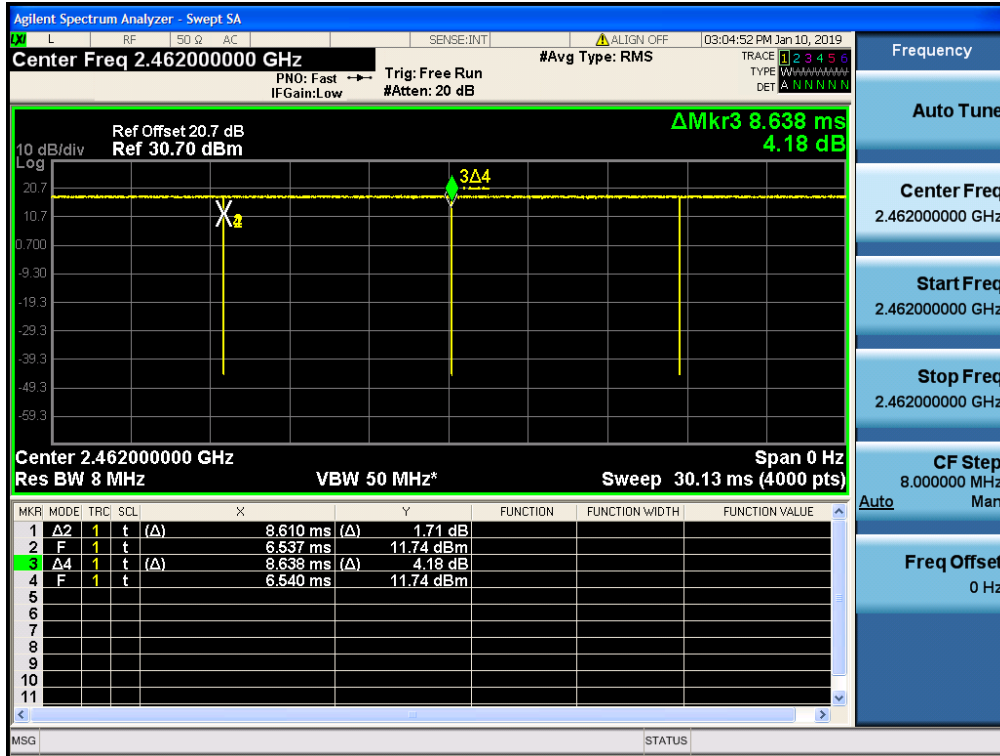 Agilent Spectrum Analyzer - Swept SA
LXI L RF 50 Ω AC SENSE:INT ALIGN OFF 03:04:52 PM Jan 10, 2019
Center Freq 2.462000000 GHz
#Avg Type: RMS
TRACE 1 2 3 4 5 6
PNO: Fast
Trig: Free Run
TYPE WWWWWW
IFGain:Low
#Atten: 20 dB
DET A N N N N N
ΔMkr3 8.638 ms
4.18 dB
Ref Offset 20.7 dB
10 dB/div Ref 30.70 dBm
Log
20.7
10.7
0.700
-9.30
-19.3
-29.3
-39.3
-49.3
-59.3
3Δ4
Center 2.462000000 GHz Span 0 Hz
Res BW 8 MHz VBW 50 MHz* Sweep 30.13 ms (4000 pts)
MKR MODE TRC SCL X Y FUNCTION FUNCTION WIDTH FUNCTION VALUE
1 Δ2 1 t (Δ) 8.610 ms (Δ) 1.71 dB
2 F 1 t 6.537 ms 11.74 dBm
3 Δ4 1 t (Δ) 8.638 ms (Δ) 4.18 dB
4 F 1 t 6.540 ms 11.74 dBm
5
6
7
8
9
10
11
MSG STATUS
Frequency
Auto Tune
Center Freq
2.462000000 GHz
Start Freq
2.462000000 GHz
Stop Freq
2.462000000 GHz
CF Step
8.000000 MHz
Auto Man
Freq Offset
0 Hz